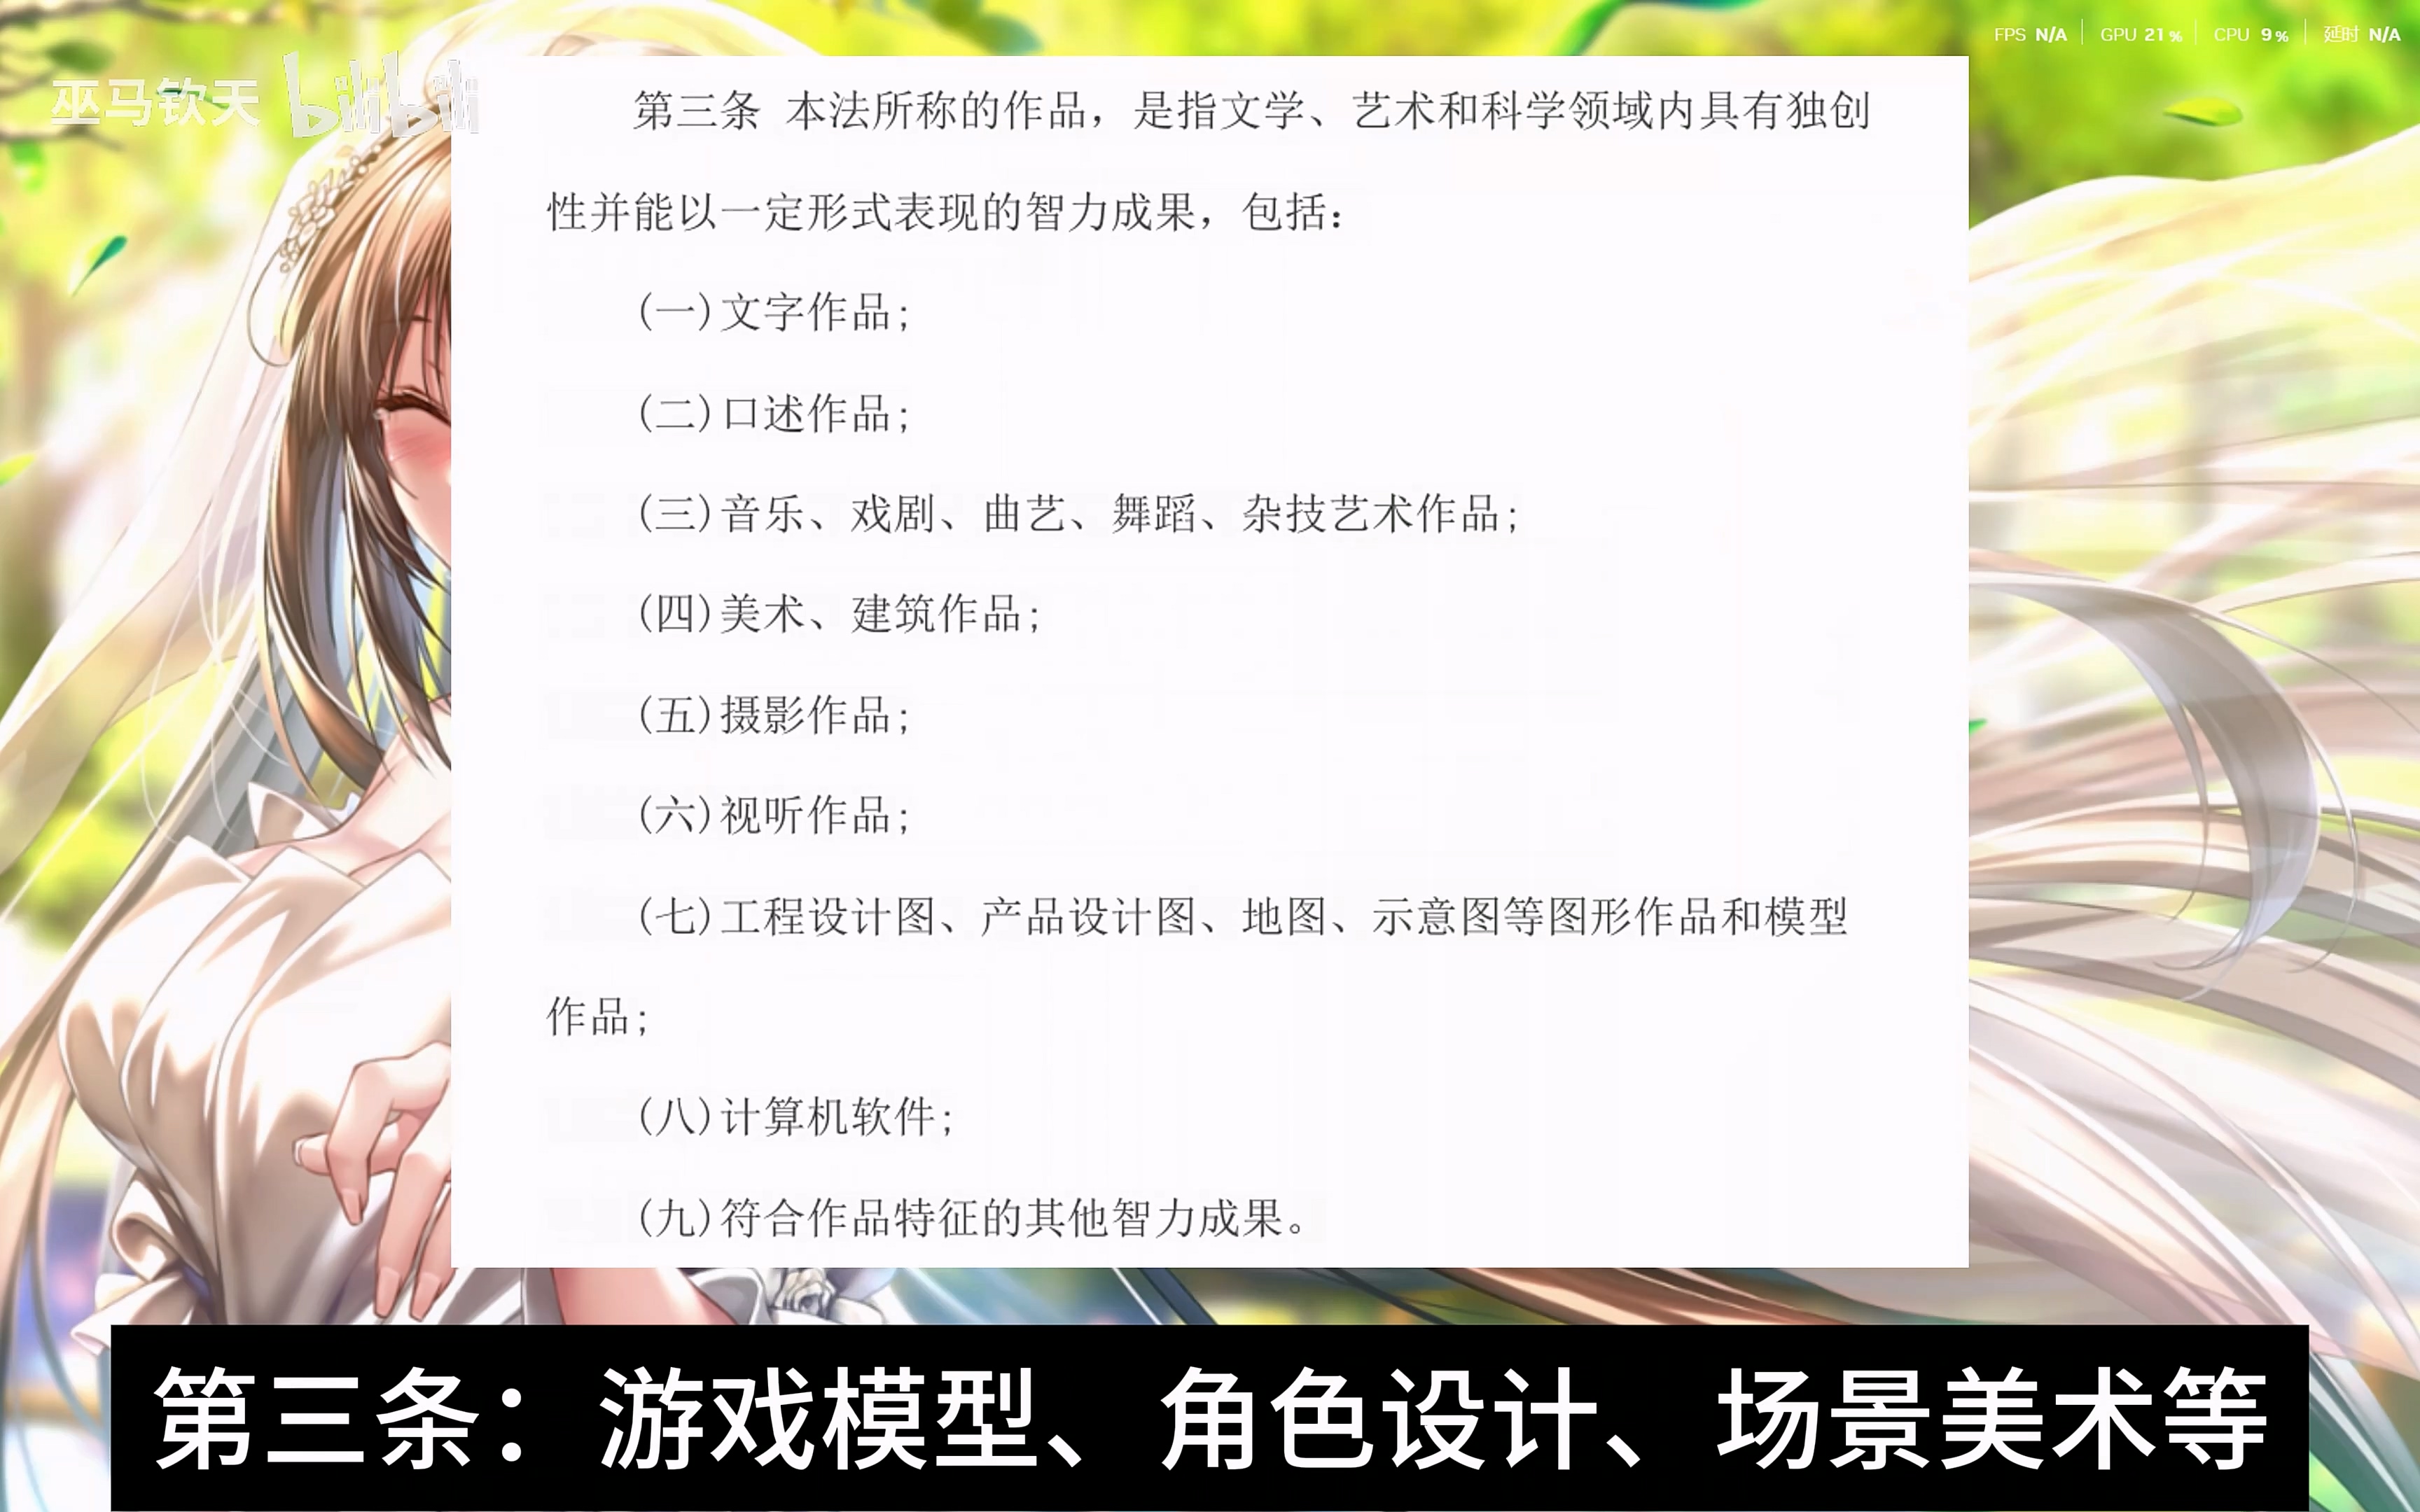 FPS N/A GPU 21% CPU 9% 延时 N/A
巫马钦天 bilibili
第三条 本法所称的作品，是指文学、艺术和科学领域内具有独创
性并能以一定形式表现的智力成果，包括：
(一)文字作品;
(二)口述作品;
(三)音乐、戏剧、曲艺、舞蹈、杂技艺术作品;
(四)美术、建筑作品;
(五)摄影作品;
(六)视听作品;
(七)工程设计图、产品设计图、地图、示意图等图形作品和模型
作品;
(八)计算机软件;
(九)符合作品特征的其他智力成果。
第三条：游戏模型、角色设计、场景美术等